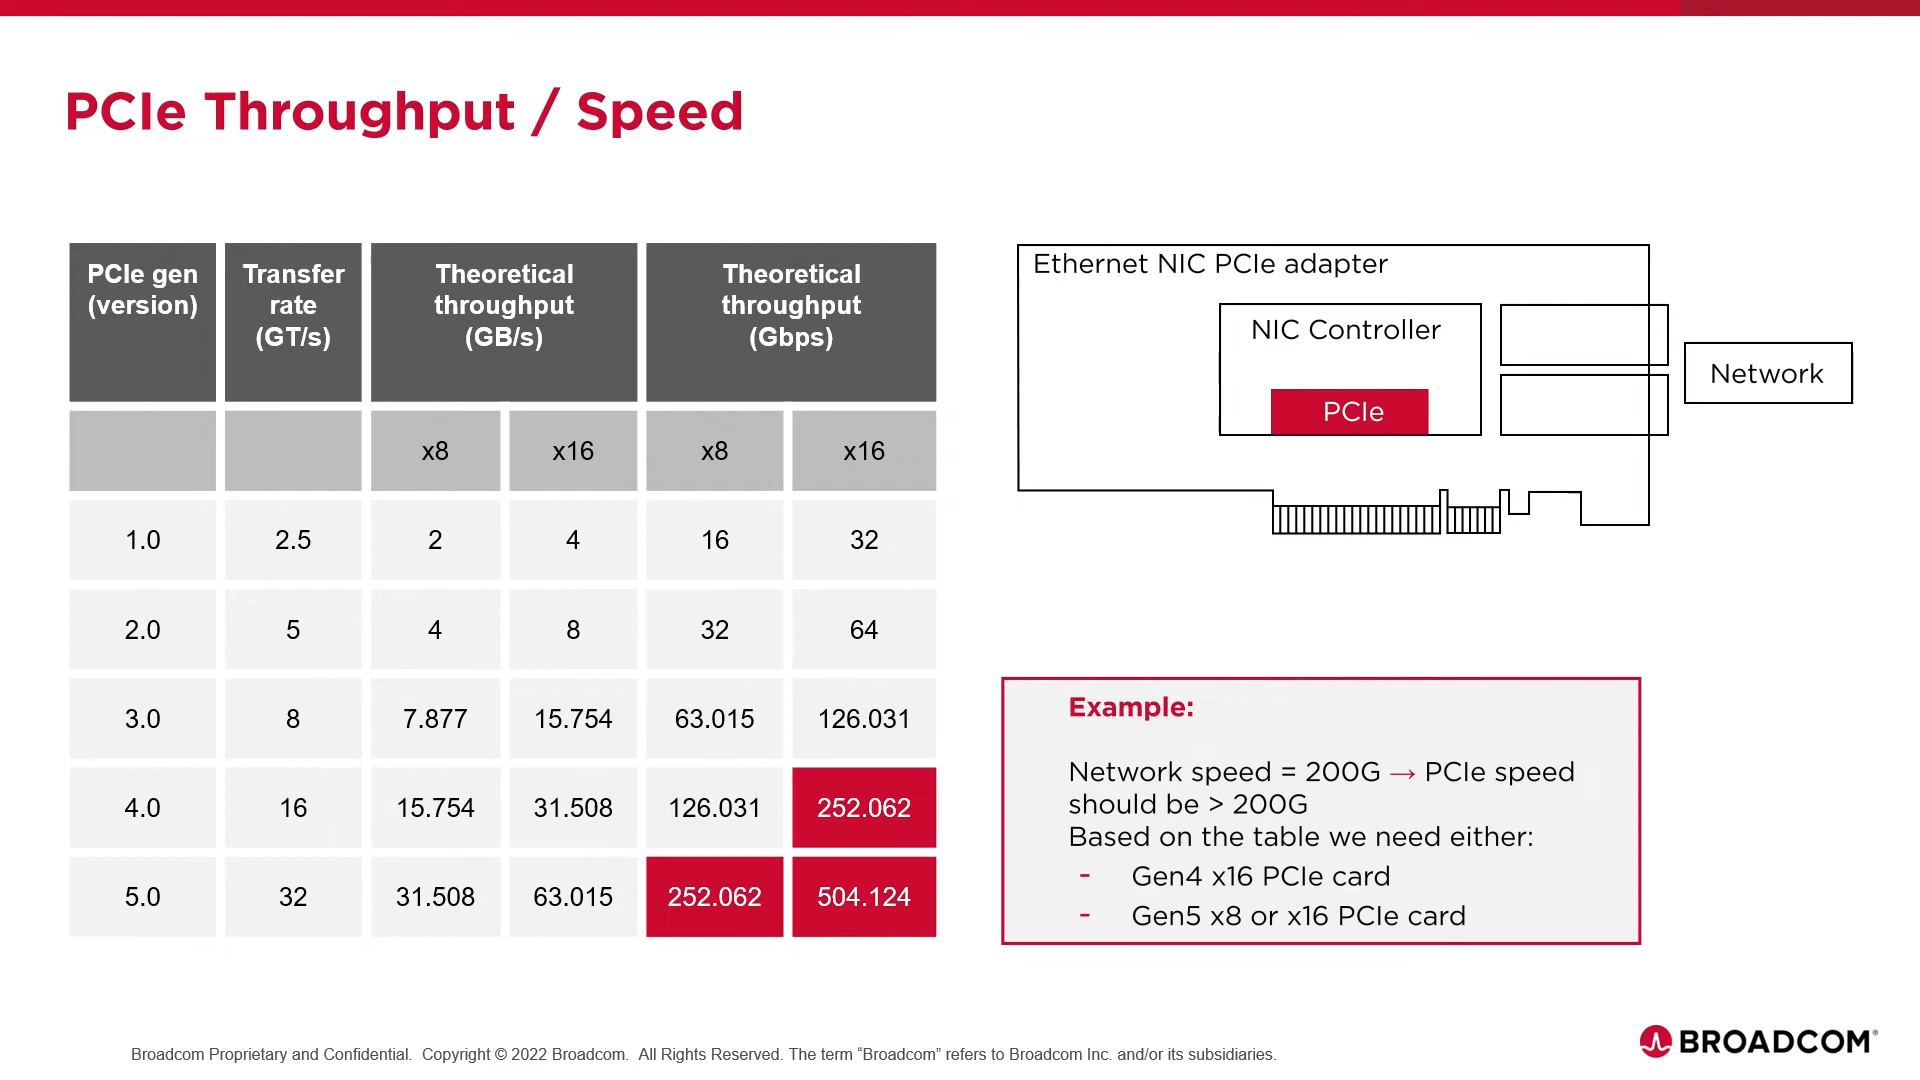 PCIe Throughput / Speed
PCIe gen
(version)
Transfer
rate
(GT/s)
Theoretical
throughput
(GB/s)
Theoretical
throughput
(Gbps)
x8 x16 x8 x16
1.0 2.5 2 4 16 32
2.0 5 4 8 32 64
3.0 8 7.877 15.754 63.015 126.031
4.0 16 15.754 31.508 126.031 252.062
5.0 32 31.508 63.015 252.062 504.124
Ethernet NIC PCIe adapter
NIC Controller
PCIe
Network
Example:
Network speed = 200G → PCIe speed
should be > 200G
Based on the table we need either:
- Gen4 x16 PCIe card
- Gen5 x8 or x16 PCIe card
Broadcom Proprietary and Confidential. Copyright © 2022 Broadcom. All Rights Reserved. The term “Broadcom” refers to Broadcom Inc. and/or its subsidiaries.
BROADCOM®